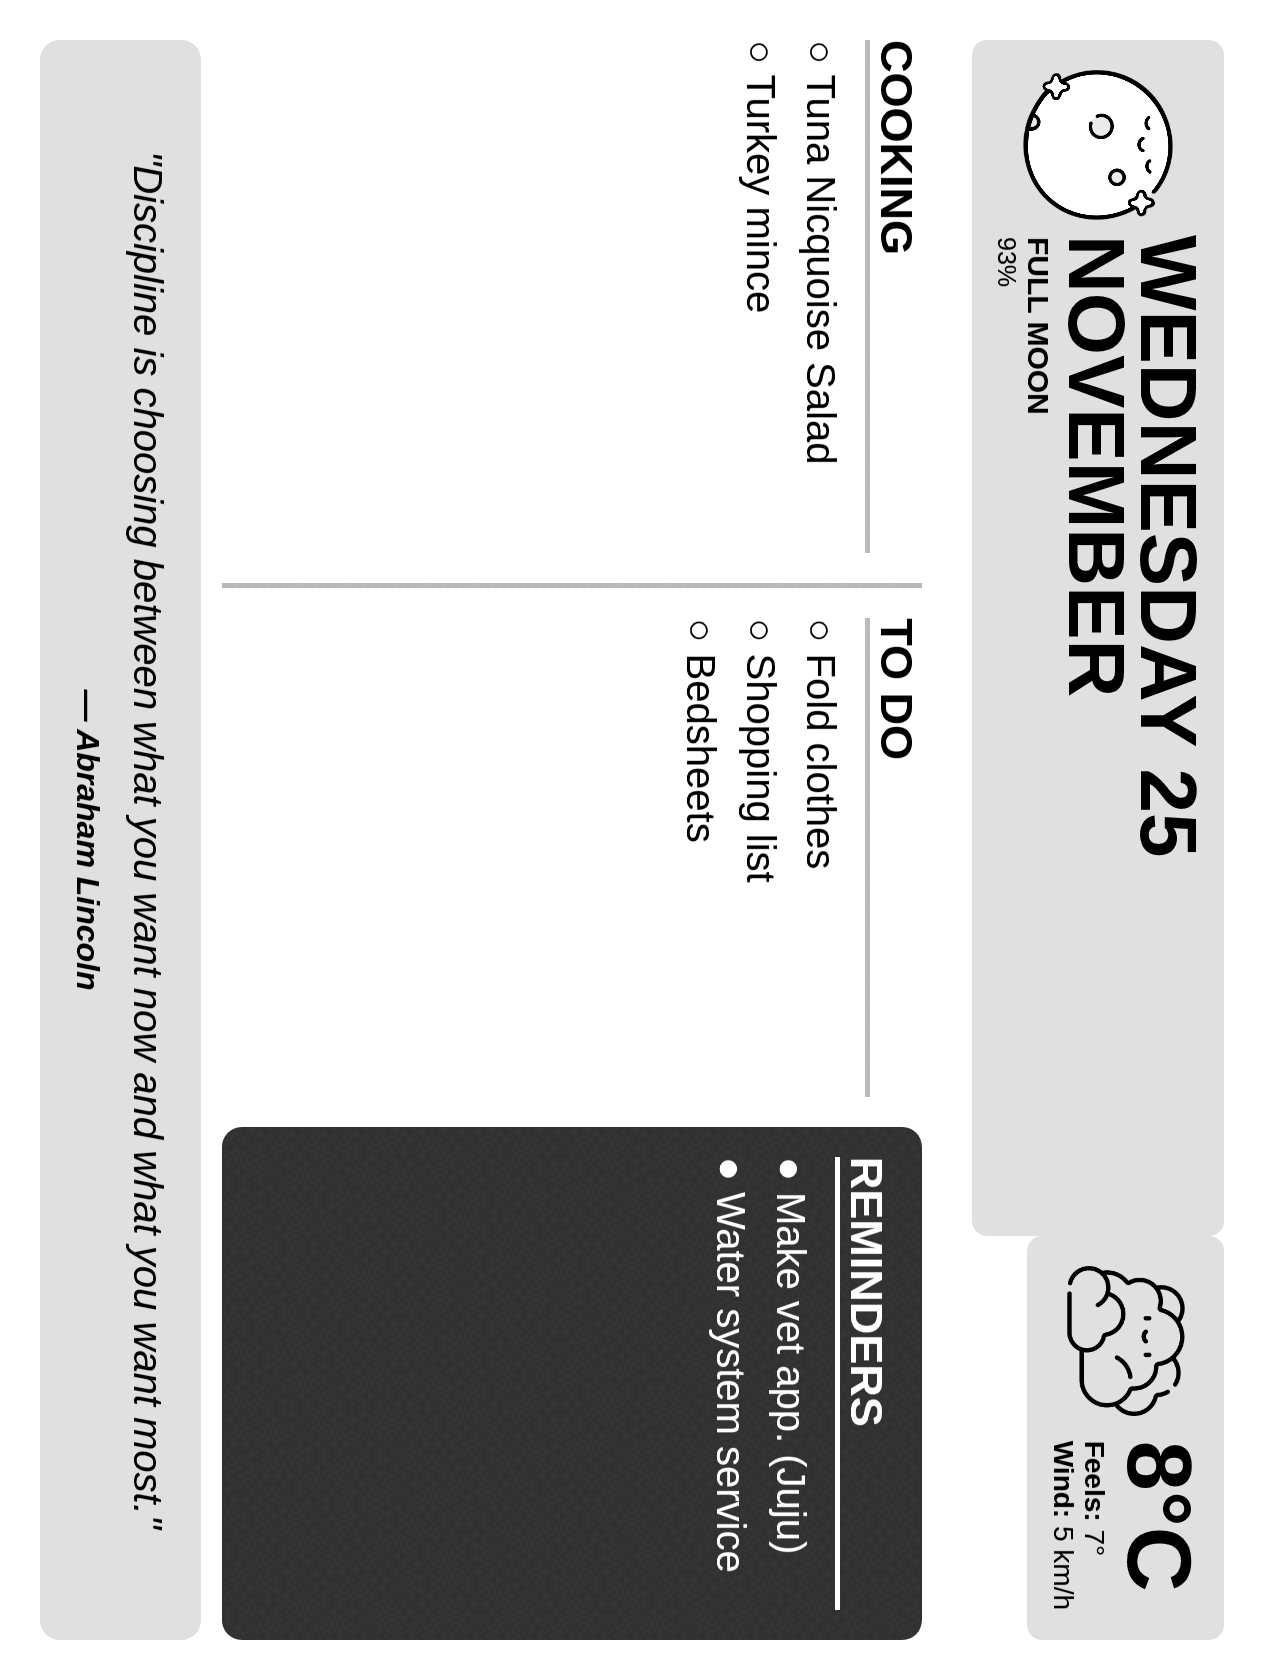 WEDNESDAY 25
NOVEMBER
FULL MOON
93%
8°C
Feels: 7°
Wind: 5 km/h
COOKING
○ Tuna Nicquoise Salad
○ Turkey mince
TO DO
○ Fold clothes
○ Shopping list
○ Bedsheets
REMINDERS
● Make vet app. (Juju)
● Water system service
"Discipline is choosing between what you want now and what you want most."
— Abraham Lincoln